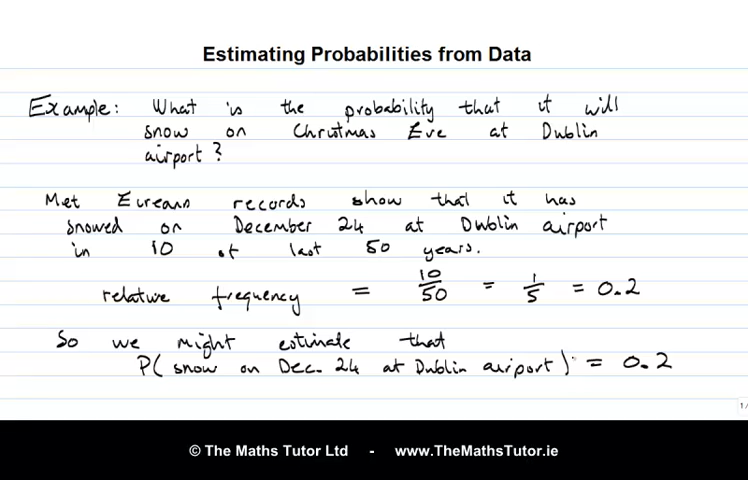 Estimating Probabilities from Data
Example: What is the probability that it will
snow on Christmas Eve at Dublin
airport?
Met Eireann records show that it has
snowed on December 24 at Dublin airport
in 10 of last 50 years.
relative frequency = 10/50 = 1/5 = 0.2
So we might estimate that
P(snow on Dec. 24 at Dublin airport) = 0.2
1/
© The Maths Tutor Ltd - www.TheMathsTutor.ie